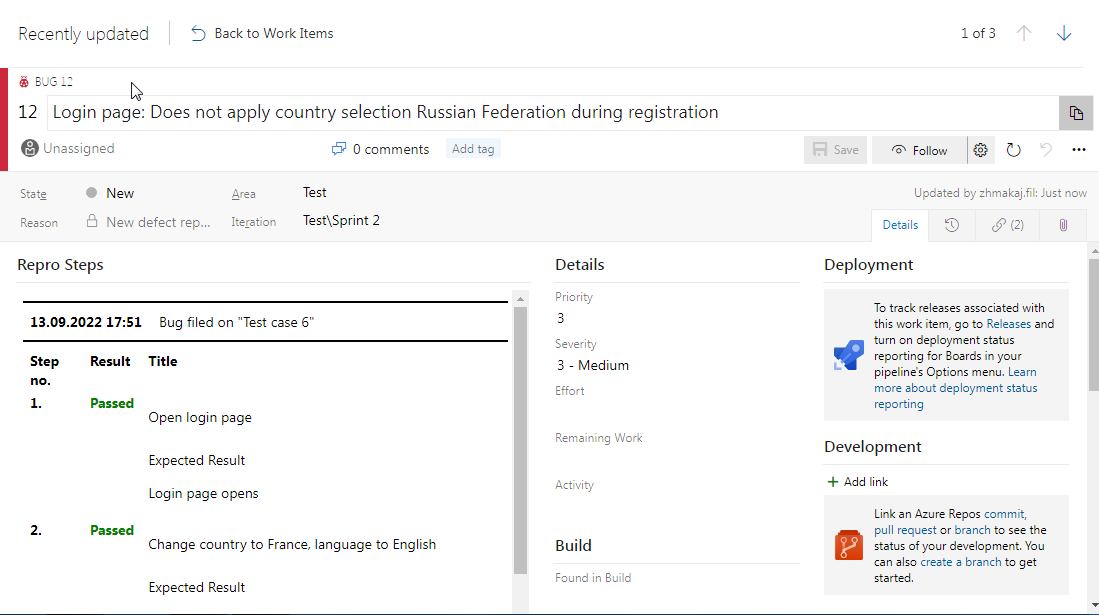 Recently updated
Back to Work Items
1 of 3
BUG 12
12 Login page: Does not apply country selection Russian Federation during registration
Unassigned
0 comments
Add tag
Save
Follow
State
New
Area
Test
Updated by zhmakaj.fil: Just now
Reason
New defect rep...
Iteration
Test\Sprint 2
Details
(2)
Repro Steps
13.09.2022 17:51 Bug filed on "Test case 6"
Step no. Result Title
1. Passed
Open login page
Expected Result
Login page opens
2. Passed
Change country to France, language to English
Expected Result
Details
Priority
3
Severity
3 - Medium
Effort
Remaining Work
Activity
Build
Found in Build
Deployment
To track releases associated with
this work item, go to Releases and
turn on deployment status
reporting for Boards in your
pipeline's Options menu. Learn
more about deployment status
reporting
Development
+ Add link
Link an Azure Repos commit,
pull request or branch to see the
status of your development. You
can also create a branch to get
started.